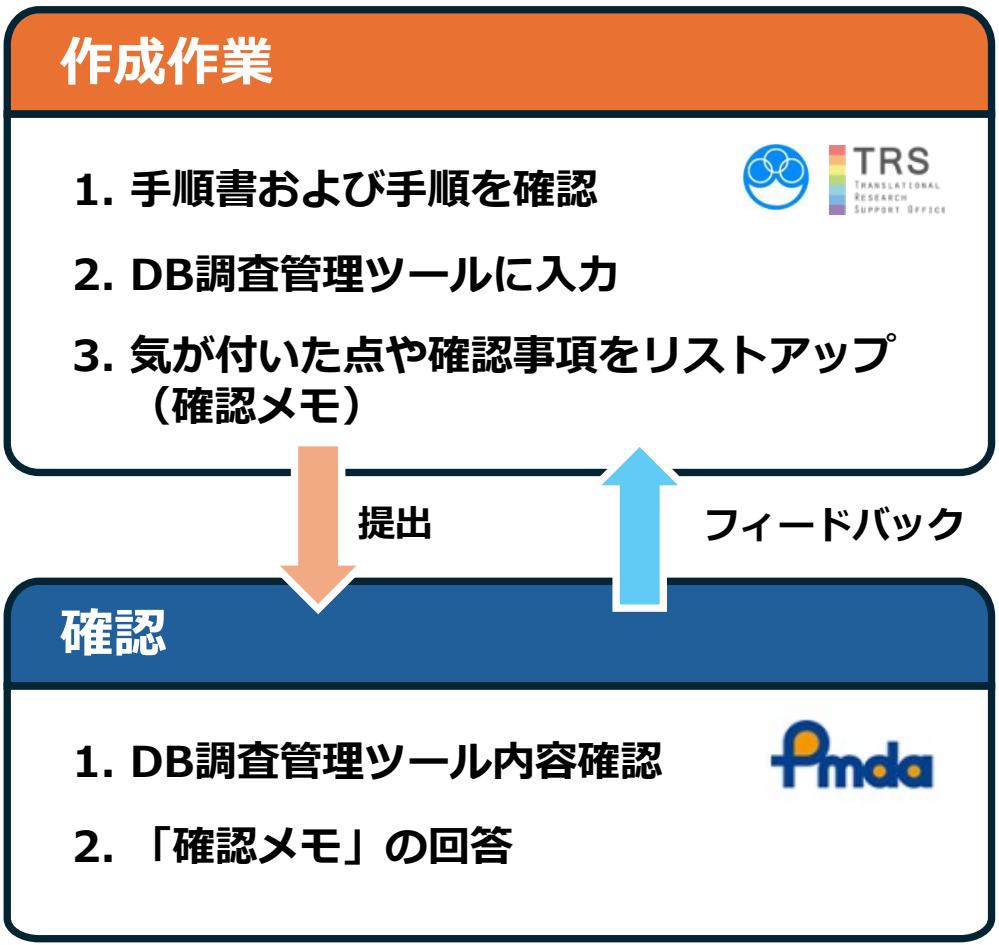 作成作業
1. 手順書および手順を確認
TRS
TRANSLATIONAL
RESEARCH
SUPPORT OFFICE
2. DB調査管理ツールに入力
3. 気が付いた点や確認事項をリストアップ
（確認メモ）
提出
フィードバック
確認
1. DB調査管理ツール内容確認
Pmda
2. 「確認メモ」の回答